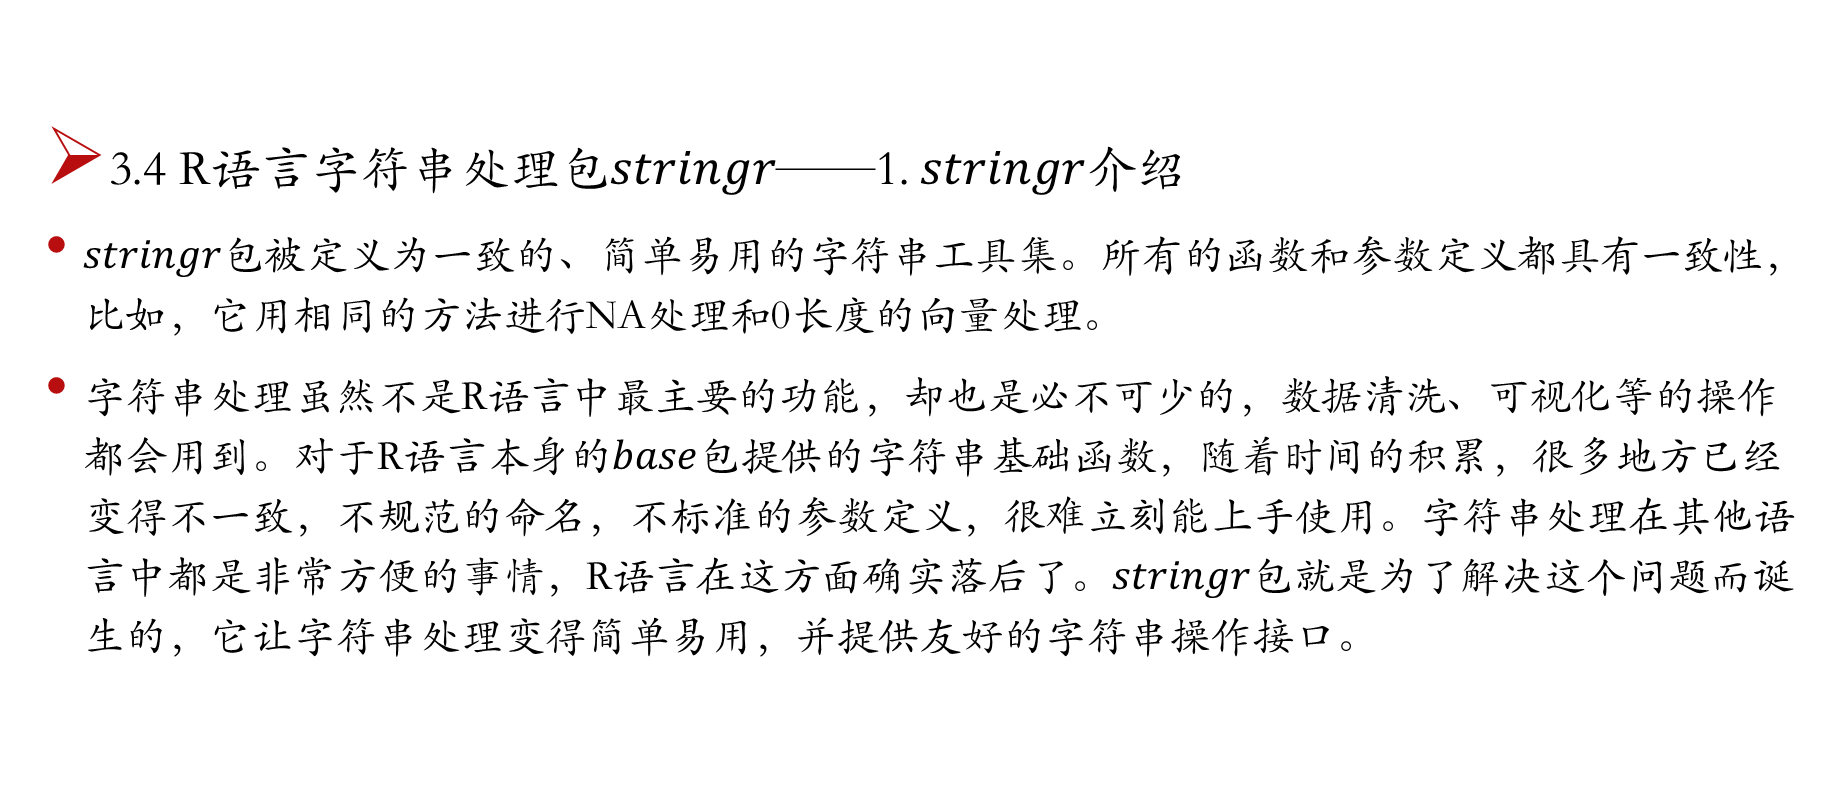 3.4 R语言字符串处理包stringr——1. stringr介绍
stringr包被定义为一致的、简单易用的字符串工具集。所有的函数和参数定义都具有一致性，
比如，它用相同的方法进行NA处理和0长度的向量处理。
字符串处理虽然不是R语言中最主要的功能，却也是必不可少的，数据清洗、可视化等的操作
都会用到。对于R语言本身的base包提供的字符串基础函数，随着时间的积累，很多地方已经
变得不一致，不规范的命名，不标准的参数定义，很难立刻能上手使用。字符串处理在其他语
言中都是非常方便的事情，R语言在这方面确实落后了。stringr包就是为了解决这个问题而诞
生的，它让字符串处理变得简单易用，并提供友好的字符串操作接口。